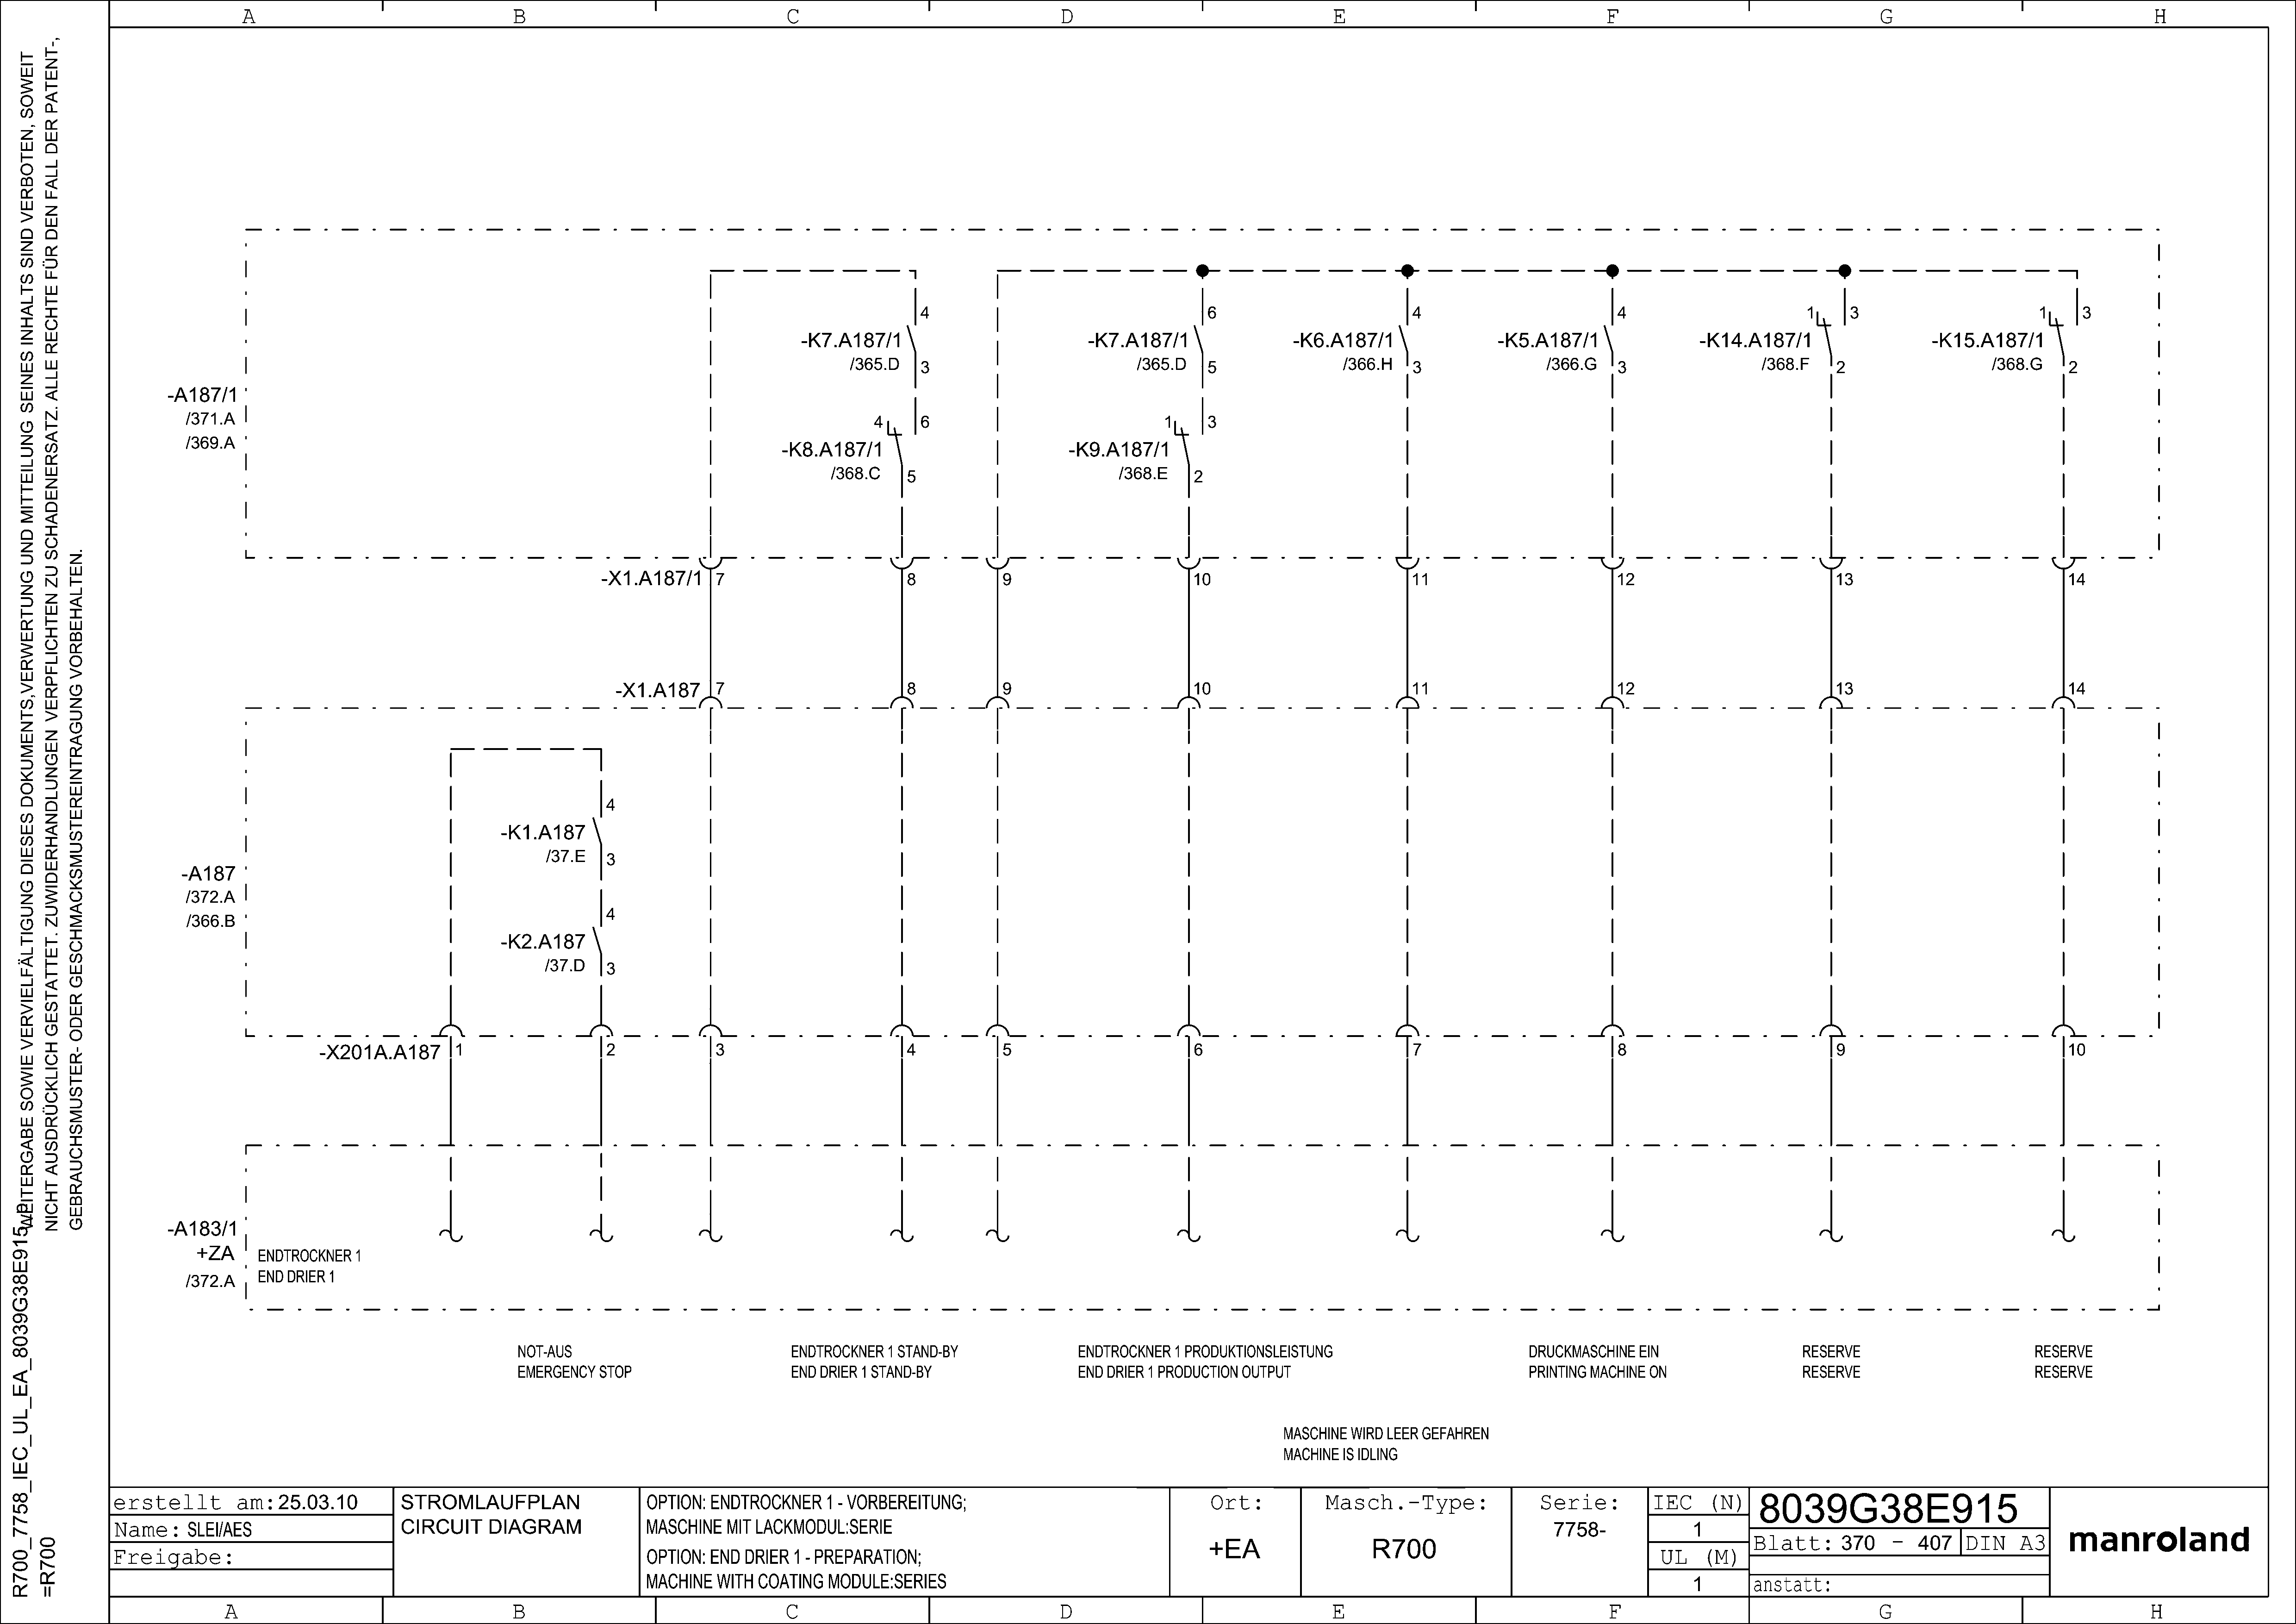 A B C D E F G H
WEITERGABE SOWIE VERVIELFÄLTIGUNG DIESES DOKUMENTS,VERWERTUNG UND MITTEILUNG SEINES INHALTS SIND VERBOTEN, SOWEIT
NICHT AUSDRÜCKLICH GESTATTET. ZUWIDERHANDLUNGEN VERPFLICHTEN ZU SCHADENERSATZ. ALLE RECHTE FÜR DEN FALL DER PATENT-,
GEBRAUCHSMUSTER- ODER GESCHMACKSMUSTEREINTRAGUNG VORBEHALTEN.
4 6 4 4 1 3 1 3
-K7.A187/1 -K7.A187/1 -K6.A187/1 -K5.A187/1 -K14.A187/1 -K15.A187/1
/365.D 3 /365.D 5 /366.H 3 /366.G 3 /368.F 2 /368.G 2
-A187/1
/371.A
/369.A
4 6 1 3
-K8.A187/1 -K9.A187/1
/368.C 5 /368.E 2
-X1.A187/1 7 8 9 10 11 12 13 14
-X1.A187 7 8 9 10 11 12 13 14
4
-K1.A187
/37.E 3
-A187
/372.A
/366.B
4
-K2.A187
/37.D 3
-X201A.A187 1 2 3 4 5 6 7 8 9 10
-A183/1
+ZA
/372.A
ENDTROCKNER 1
END DRIER 1
NOT-AUS
EMERGENCY STOP
ENDTROCKNER 1 STAND-BY
END DRIER 1 STAND-BY
ENDTROCKNER 1 PRODUKTIONSLEISTUNG
END DRIER 1 PRODUCTION OUTPUT
DRUCKMASCHINE EIN
PRINTING MACHINE ON
RESERVE
RESERVE
RESERVE
RESERVE
MASCHINE WIRD LEER GEFAHREN
MACHINE IS IDLING
R700_7758_IEC_UL_EA_8039G38E915_0
=R700
erstellt am: 25.03.10
Name: SLEI/AES
Freigabe:
STROMLAUFPLAN
CIRCUIT DIAGRAM
OPTION: ENDTROCKNER 1 - VORBEREITUNG;
MASCHINE MIT LACKMODUL:SERIE
OPTION: END DRIER 1 - PREPARATION;
MACHINE WITH COATING MODULE:SERIES
Ort:
+EA
Masch.-Type:
R700
Serie:
7758-
IEC (N)
1
UL (M)
1
8039G38E915
Blatt: 370 - 407 DIN A3
anstatt:
manroland
A B C D E F G H